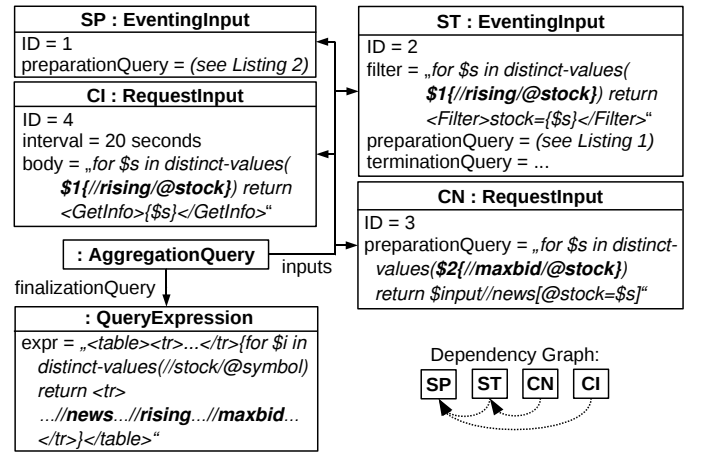 SP : EventingInput
ID = 1
preparationQuery = (see Listing 2)
CI : RequestInput
ID = 4
interval = 20 seconds
body = „for $s in distinct-values(
$1{//rising/@stock}) return
<GetInfo>{$s}</GetInfo>“
: AggregationQuery
inputs
finalizationQuery
: QueryExpression
expr = „<table><tr>...</tr>{for $i in
distinct-values(//stock/@symbol)
return <tr>
...//news...//rising...//maxbid...
</tr>}</table>“
ST : EventingInput
ID = 2
filter = „for $s in distinct-values(
$1{//rising/@stock}) return
<Filter>stock={$s}</Filter>“
preparationQuery = (see Listing 1)
terminationQuery = ...
CN : RequestInput
ID = 3
preparationQuery = „for $s in distinct-
values($2{//maxbid/@stock})
return $input//news[@stock=$s]“
Dependency Graph:
SP ST CN CI